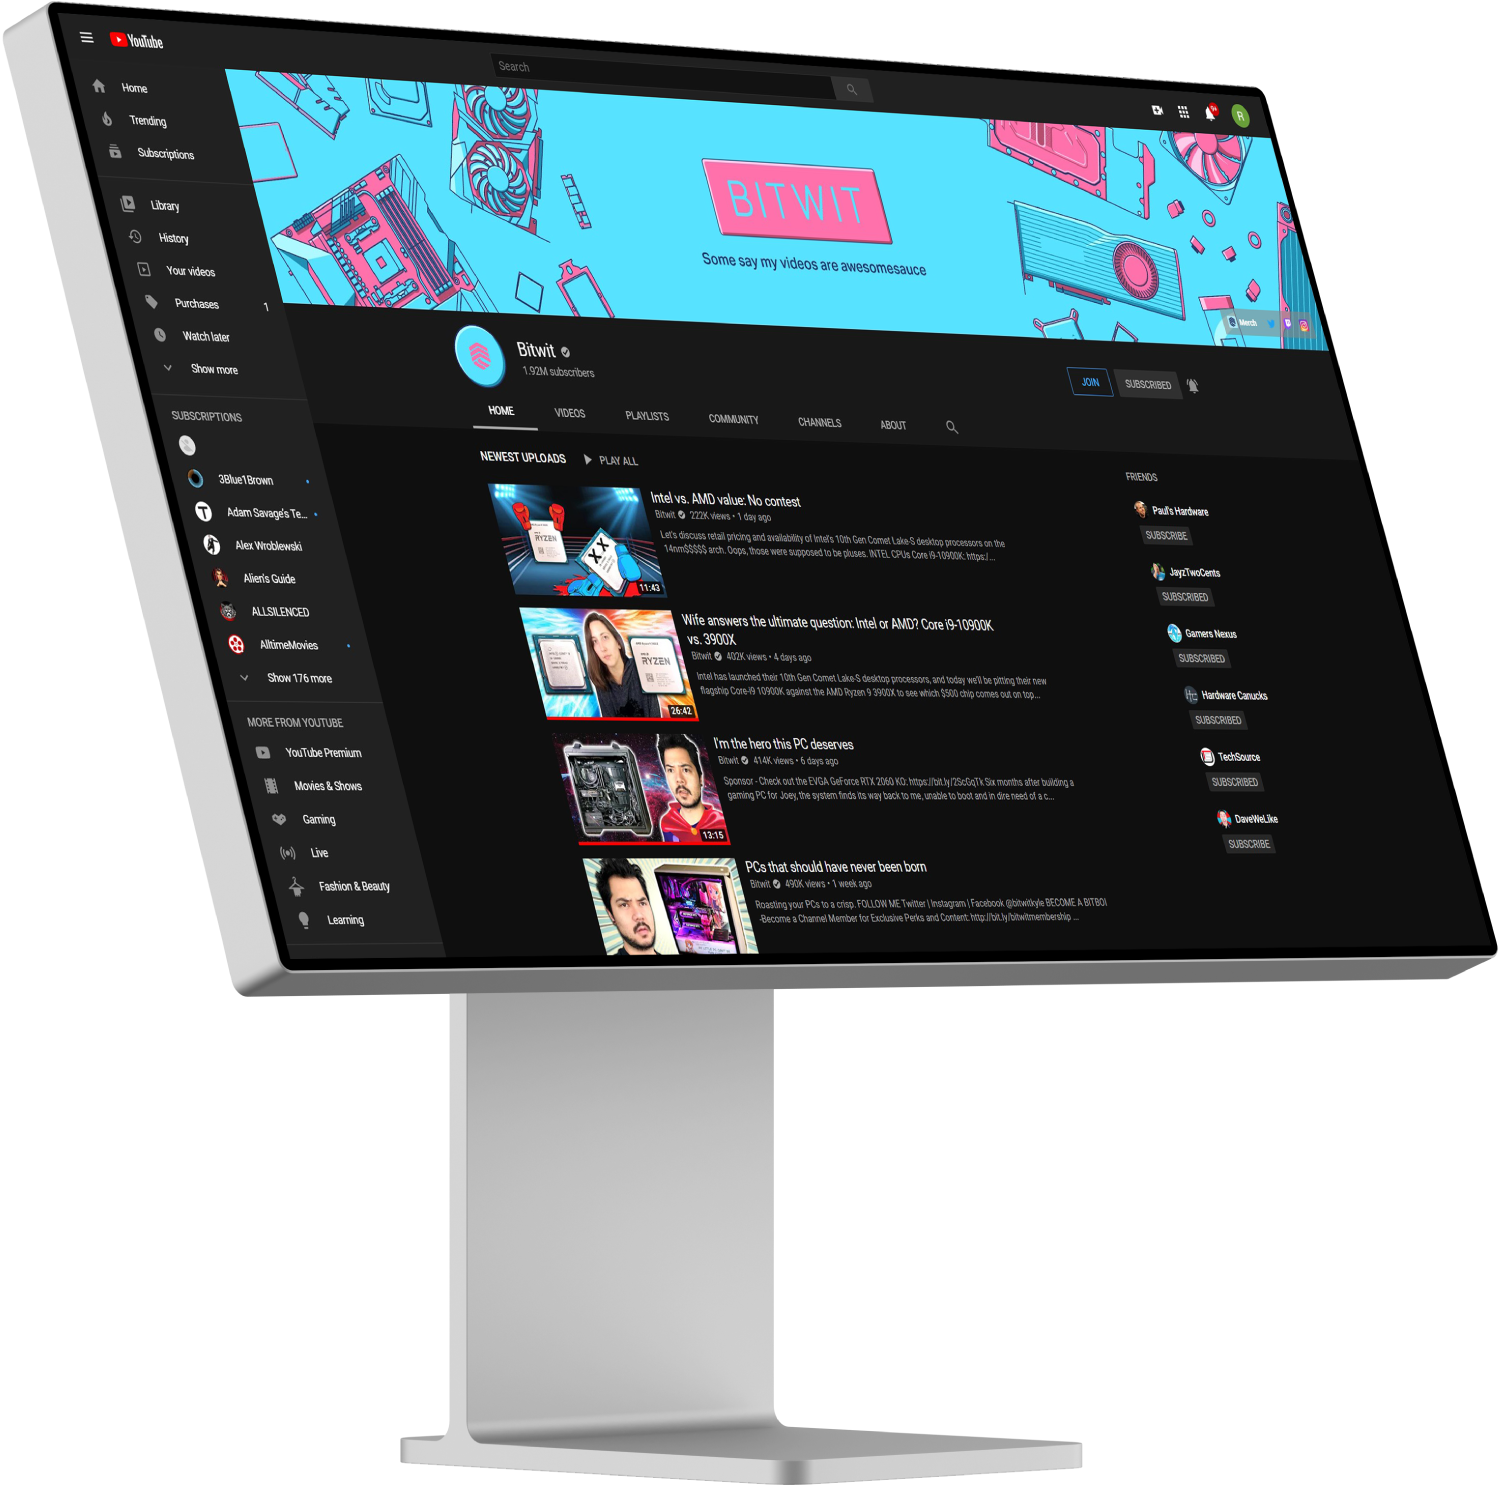 YouTube
Search
9+
R
Home
Trending
Subscriptions
Library
History
Your videos
Purchases 1
Watch later
Show more
SUBSCRIPTIONS
3Blue1Brown
Adam Savage's Te...
Alex Wroblewski
Alien's Guide
ALLSILENCED
AlltimeMovies
Show 176 more
MORE FROM YOUTUBE
YouTube Premium
Movies & Shows
Gaming
Live
Fashion & Beauty
Learning
BITWIT
Some say my videos are awesomesauce
Merch
Bitwit
1.92M subscribers
JOIN SUBSCRIBED
HOME VIDEOS PLAYLISTS COMMUNITY CHANNELS ABOUT
NEWEST UPLOADS PLAY ALL
RYZEN
XX
11:43
Intel vs. AMD value: No contest
Bitwit 222K views • 1 day ago
Let's discuss retail pricing and availability of Intel's 10th Gen Comet Lake-S desktop processors on the
14nm$$$$$ arch. Oops, those were supposed to be pluses. INTEL CPUs Core i9-10900K: https:/...
RYZEN
26:42
Wife answers the ultimate question: Intel or AMD? Core i9-10900K
vs. 3900X
Bitwit 402K views • 4 days ago
Intel has launched their 10th Gen Comet Lake-S desktop processors, and today we'll be pitting their new
flagship Core-i9 10900K against the AMD Ryzen 9 3900X to see which $500 chip comes out on top...
13:15
I'm the hero this PC deserves
Bitwit 414K views • 6 days ago
Sponsor - Check out the EVGA GeForce RTX 2060 KO: https://bit.ly/2ScGqTk Six months after building a
gaming PC for Joey, the system finds its way back to me, unable to boot and in dire need of a c...
PCs that should have never been born
Bitwit 490K views • 1 week ago
Roasting your PCs to a crisp. FOLLOW ME Twitter | Instagram | Facebook @bitwitkyle BECOME A BITBOI
-Become a Channel Member for Exclusive Perks and Content: http://bit.ly/bitwitmembership ...
FRIENDS
Paul's Hardware
SUBSCRIBE
JayzTwoCents
SUBSCRIBED
Gamers Nexus
SUBSCRIBED
Hardware Canucks
SUBSCRIBED
TechSource
SUBSCRIBED
DaveWeLike
SUBSCRIBE